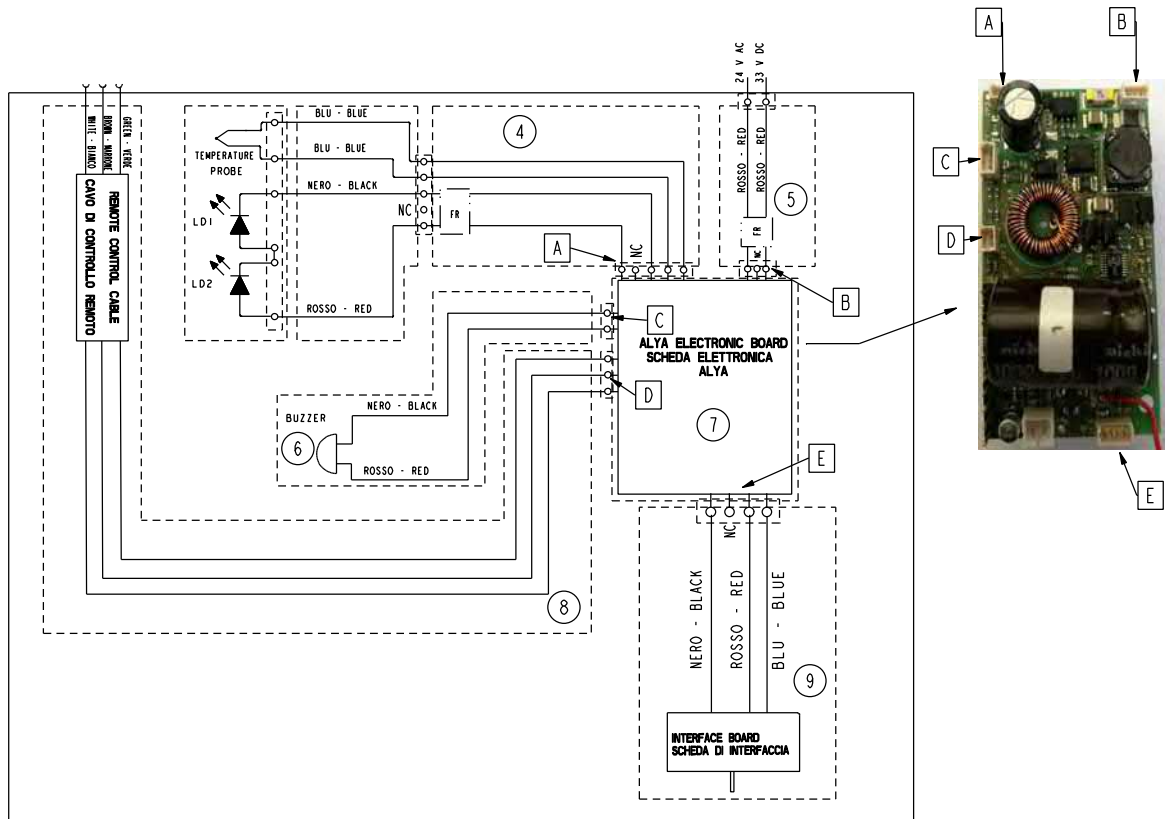 A
B
24 V AC
33 V DC
GREEN - VERDE
BROWN - MARRONE
WHITE - BIANCO
REMOTE CONTROL CABLE
CAVO DI CONTROLLO REMOTO
TEMPERATURE
PROBE
LD1
LD2
BLU - BLUE
BLU - BLUE
NERO - BLACK
NC
FR
ROSSO - RED
4
A
NC
ROSSO - RED
ROSSO - RED
5
FR
NC
B
C
D
C
D
ALYA ELECTRONIC BOARD
SCHEDA ELETTRONICA
ALYA
7
E
BUZZER
6
NERO - BLACK
ROSSO - RED
8
E
NC
NERO - BLACK
ROSSO - RED
BLU - BLUE
9
INTERFACE BOARD
SCHEDA DI INTERFACCIA